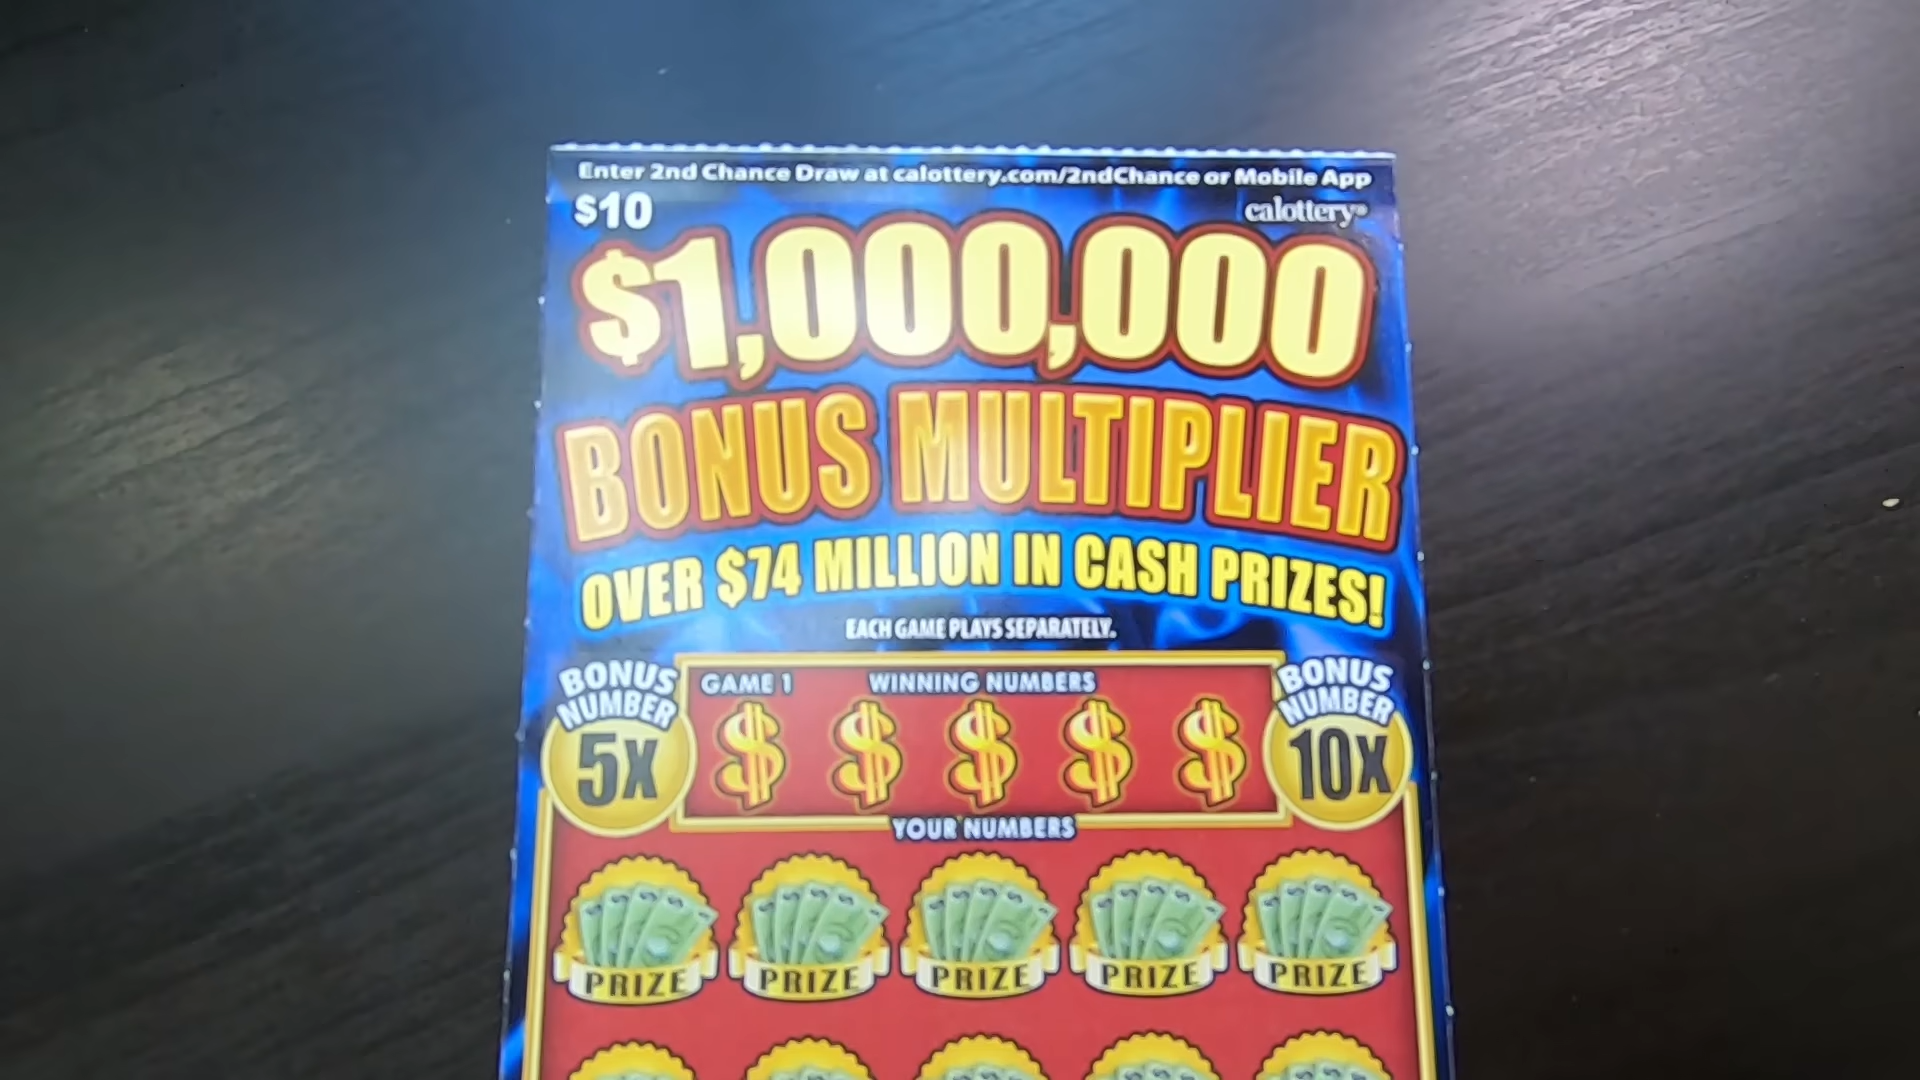 Enter 2nd Chance Draw at calottery.com/2ndChance or Mobile App
$10
calottery®
$1,000,000
BONUS MULTIPLIER
OVER $74 MILLION IN CASH PRIZES!
EACH GAME PLAYS SEPARATELY.
BONUS NUMBER
5X
GAME 1 WINNING NUMBERS
$ $ $ $ $
BONUS NUMBER
10X
YOUR NUMBERS
PRIZE PRIZE PRIZE PRIZE PRIZE